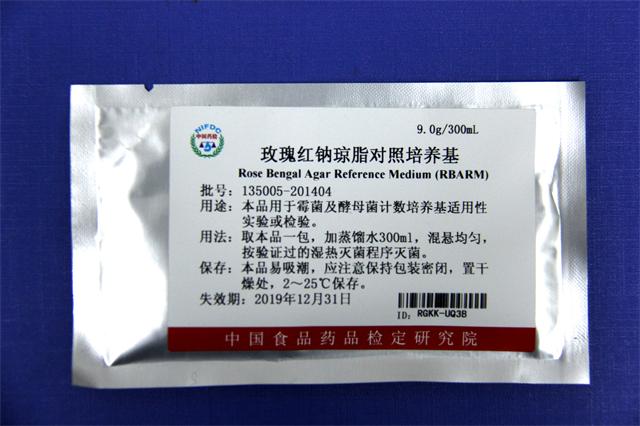 NIFDC
中国药检
9.0g/300mL
玫瑰红钠琼脂对照培养基
Rose Bengal Agar Reference Medium (RBARM)
批号：135005-201404
用途：本品用于霉菌及酵母菌计数培养基适用性
实验或检验。
用法：取本品一包，加蒸馏水300ml，混悬均匀，
按验证过的湿热灭菌程序灭菌。
保存：本品易吸潮，应注意保持包装密闭，置干
燥处，2～25℃保存。
失效期：2019年12月31日
ID: RGKK-UQ3B
中国食品药品检定研究院